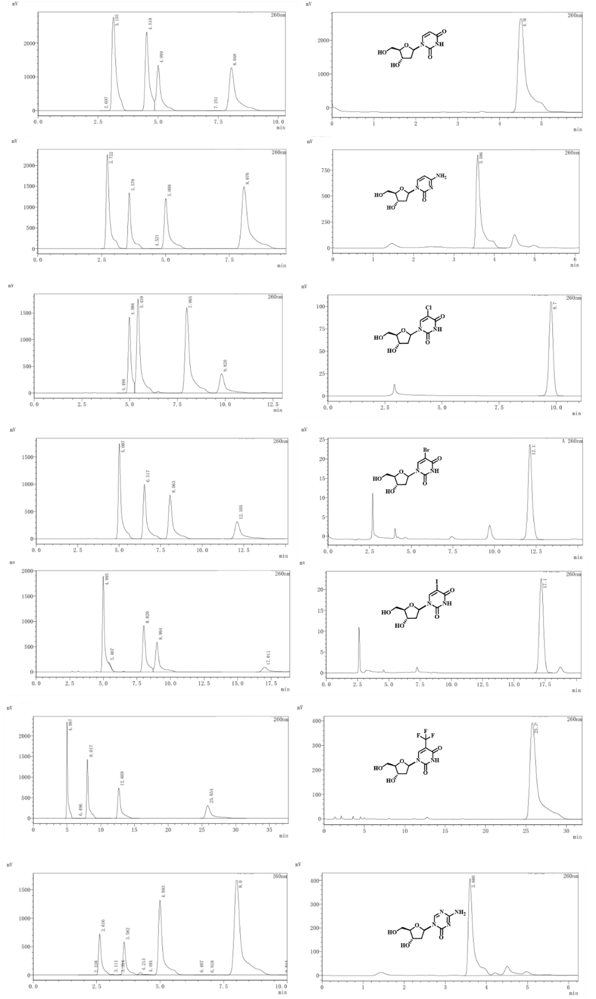 mV
260nm
2000
1000
0
0.0
2.5
5.0
7.5
10.0
min
2.697
3.135
4.519
4.999
7.251
8.048
mV
260nm
2000
1000
0
0
1
2
3
4
5
min
HO
HO
O
N
O
NH
O
mV
260nm
2000
1500
1000
500
0
0.0
2.5
5.0
7.5
min
2.722
3.579
4.521
5.009
8.070
mV
260nm
750
500
250
0
0
1
2
3
4
5
6
min
3.586
HO
HO
O
N
N
O
NH2
mV
260nm
1500
1000
500
0
0.0
2.5
5.0
7.5
10.0
12.5
min
4.496
4.986
5.439
7.995
9.820
mV
260nm
100
75
50
25
0
0.0
2.5
5.0
7.5
10.0
min
9.7
Cl
HO
HO
O
N
O
NH
O
mV
260nm
1500
1000
500
0
0.0
2.5
5.0
7.5
10.0
12.5
min
5.007
6.517
8.063
12.105
mV
A 260nm
25
20
15
10
5
0
0.0
2.5
5.0
7.5
10.0
12.5
min
12.1
Br
HO
HO
O
N
O
NH
O
mV
260nm
2000
1500
1000
500
0
0.0
2.5
5.0
7.5
10.0
12.5
15.0
17.5
min
4.995
5.407
8.020
8.994
17.011
mV
260nm
20
15
10
5
0
0.0
2.5
5.0
7.5
10.0
12.5
15.0
17.5
min
17.1
I
HO
HO
O
N
O
NH
O
mV
260nm
2000
1500
1000
500
0
0
5
10
15
20
25
30
35
min
4.997
6.496
8.017
12.669
25.854
mV
260nm
400
300
200
100
0
0
5
10
15
20
25
30
min
25.7
F
F
F
HO
HO
O
N
O
NH
O
mV
260nm
1500
1000
500
0
0.0
2.5
5.0
7.5
10.0
min
2.338
2.616
3.111
3.394
3.582
4.213
4.491
4.993
6.497
6.918
8.0
mV
260nm
400
300
200
100
0
0
1
2
3
4
5
6
min
3.600
HO
HO
O
N
N
N
O
NH2